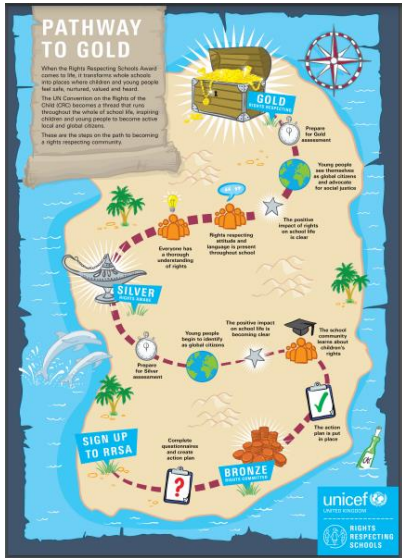 PATHWAY
TO GOLD
When the Rights Respecting Schools Award
comes to life, it transforms whole schools
into places where children and young people
feel safe, nurtured, valued and heard.
The UN Convention on the Rights of the
Child (CRC) becomes a thread that runs
throughout the whole of school life, inspiring
children and young people to become active
local and global citizens.
These are the steps on the path to becoming
a rights respecting community.
GOLD
RIGHTS RESPECTING
Prepare
for Gold
assessment
Young people
see themselves
as global citizens
and advocate
for social justice
The positive
impact of rights
on school life
is clear
Rights respecting
attitude and
language is present
throughout school
Everyone has
a thorough
understanding
of rights
SILVER
RIGHTS AWARE
Prepare
for Silver
assessment
Young people
begin to identify
as global citizens
The positive impact
on school life is
becoming clear
The school
community
learns about
children's
rights
The action
plan is put
in place
BRONZE
RIGHTS COMMITTED
Complete
questionnaires
and create
action plan
?
SIGN UP
TO RRSA
unicef
UNITED KINGDOM
RIGHTS
RESPECTING
SCHOOLS